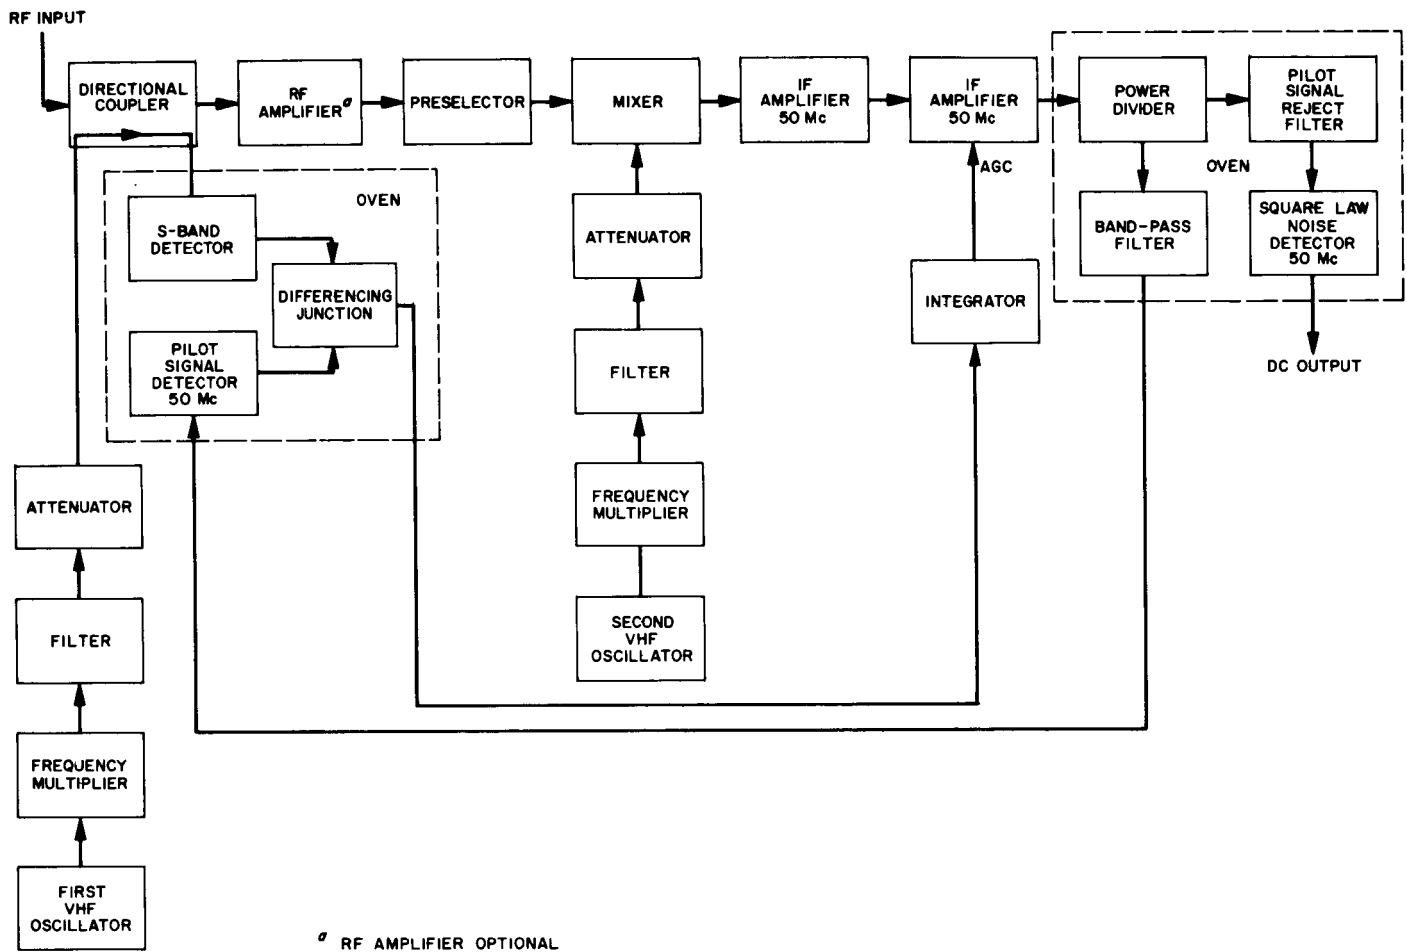 RF INPUT
DIRECTIONAL
COUPLER
RF
AMPLIFIER a
PRESELECTOR
MIXER
IF
AMPLIFIER
50 Mc
IF
AMPLIFIER
50 Mc
POWER
DIVIDER
PILOT
SIGNAL
REJECT
FILTER
OVEN
S-BAND
DETECTOR
DIFFERENCING
JUNCTION
PILOT
SIGNAL
DETECTOR
50 Mc
ATTENUATOR
FILTER
FREQUENCY
MULTIPLIER
SECOND
VHF
OSCILLATOR
AGC
INTEGRATOR
OVEN
BAND-PASS
FILTER
SQUARE LAW
NOISE
DETECTOR
50 Mc
DC OUTPUT
ATTENUATOR
FILTER
FREQUENCY
MULTIPLIER
FIRST
VHF
OSCILLATOR
a RF AMPLIFIER OPTIONAL